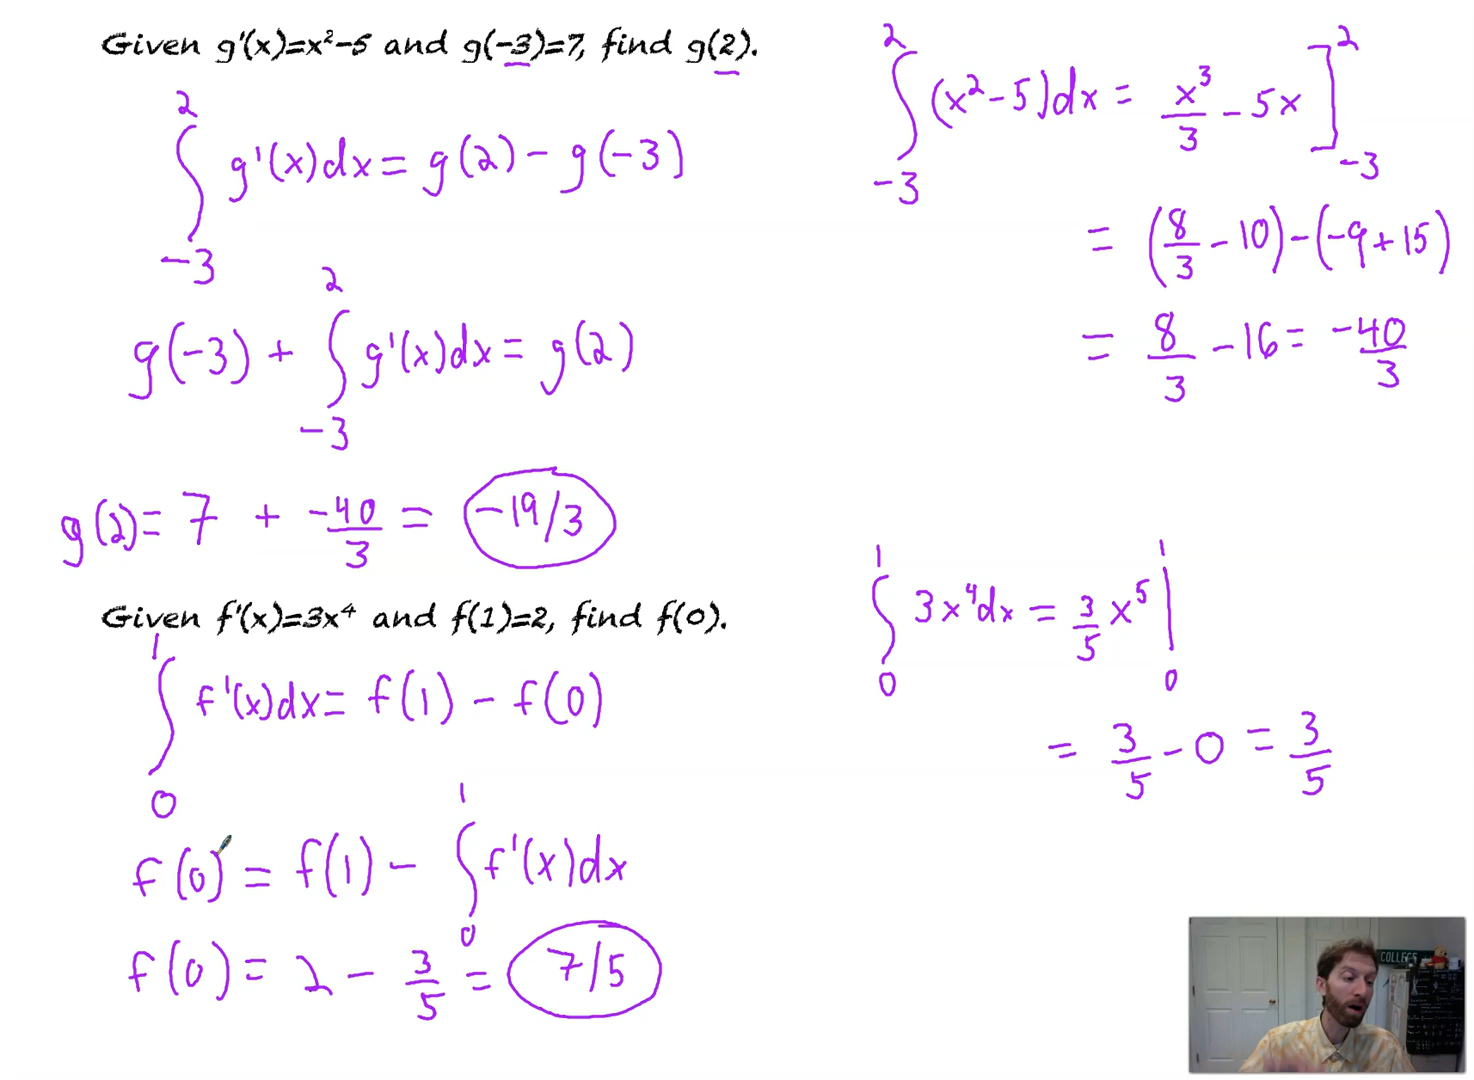 Given g'(x)=x²-5 and g(-3)=7, find g(2).
∫_{-3}^{2} g'(x)dx = g(2) - g(-3)
g(-3) + ∫_{-3}^{2} g'(x)dx = g(2)
g(2) = 7 + -40/3 = -19/3
∫_{-3}^{2} (x²-5)dx = x³/3 - 5x ]_{-3}^{2}
= (8/3 - 10) - (-9+15)
= 8/3 - 16 = -40/3
Given f'(x)=3x⁴ and f(1)=2, find f(0).
∫_{0}^{1} f'(x)dx = f(1) - f(0)
f(0) = f(1) - ∫_{0}^{1} f'(x)dx
f(0) = 2 - 3/5 = 7/5
∫_{0}^{1} 3x⁴dx = 3/5 x⁵ |_{0}^{1}
= 3/5 - 0 = 3/5
COLLEGE